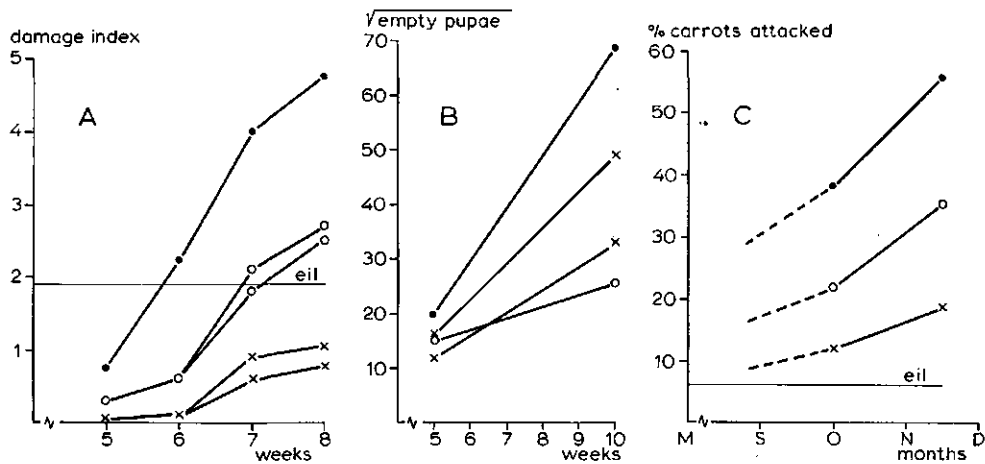 damage index
5
4
3
2
1
A
eil
5 6 7 8
weeks
√empty pupae
70
60
50
40
30
20
10
B
5 6 7 8 9 10
weeks
% carrots attacked
60
50
40
30
20
10
C
eil
M S O N D
months